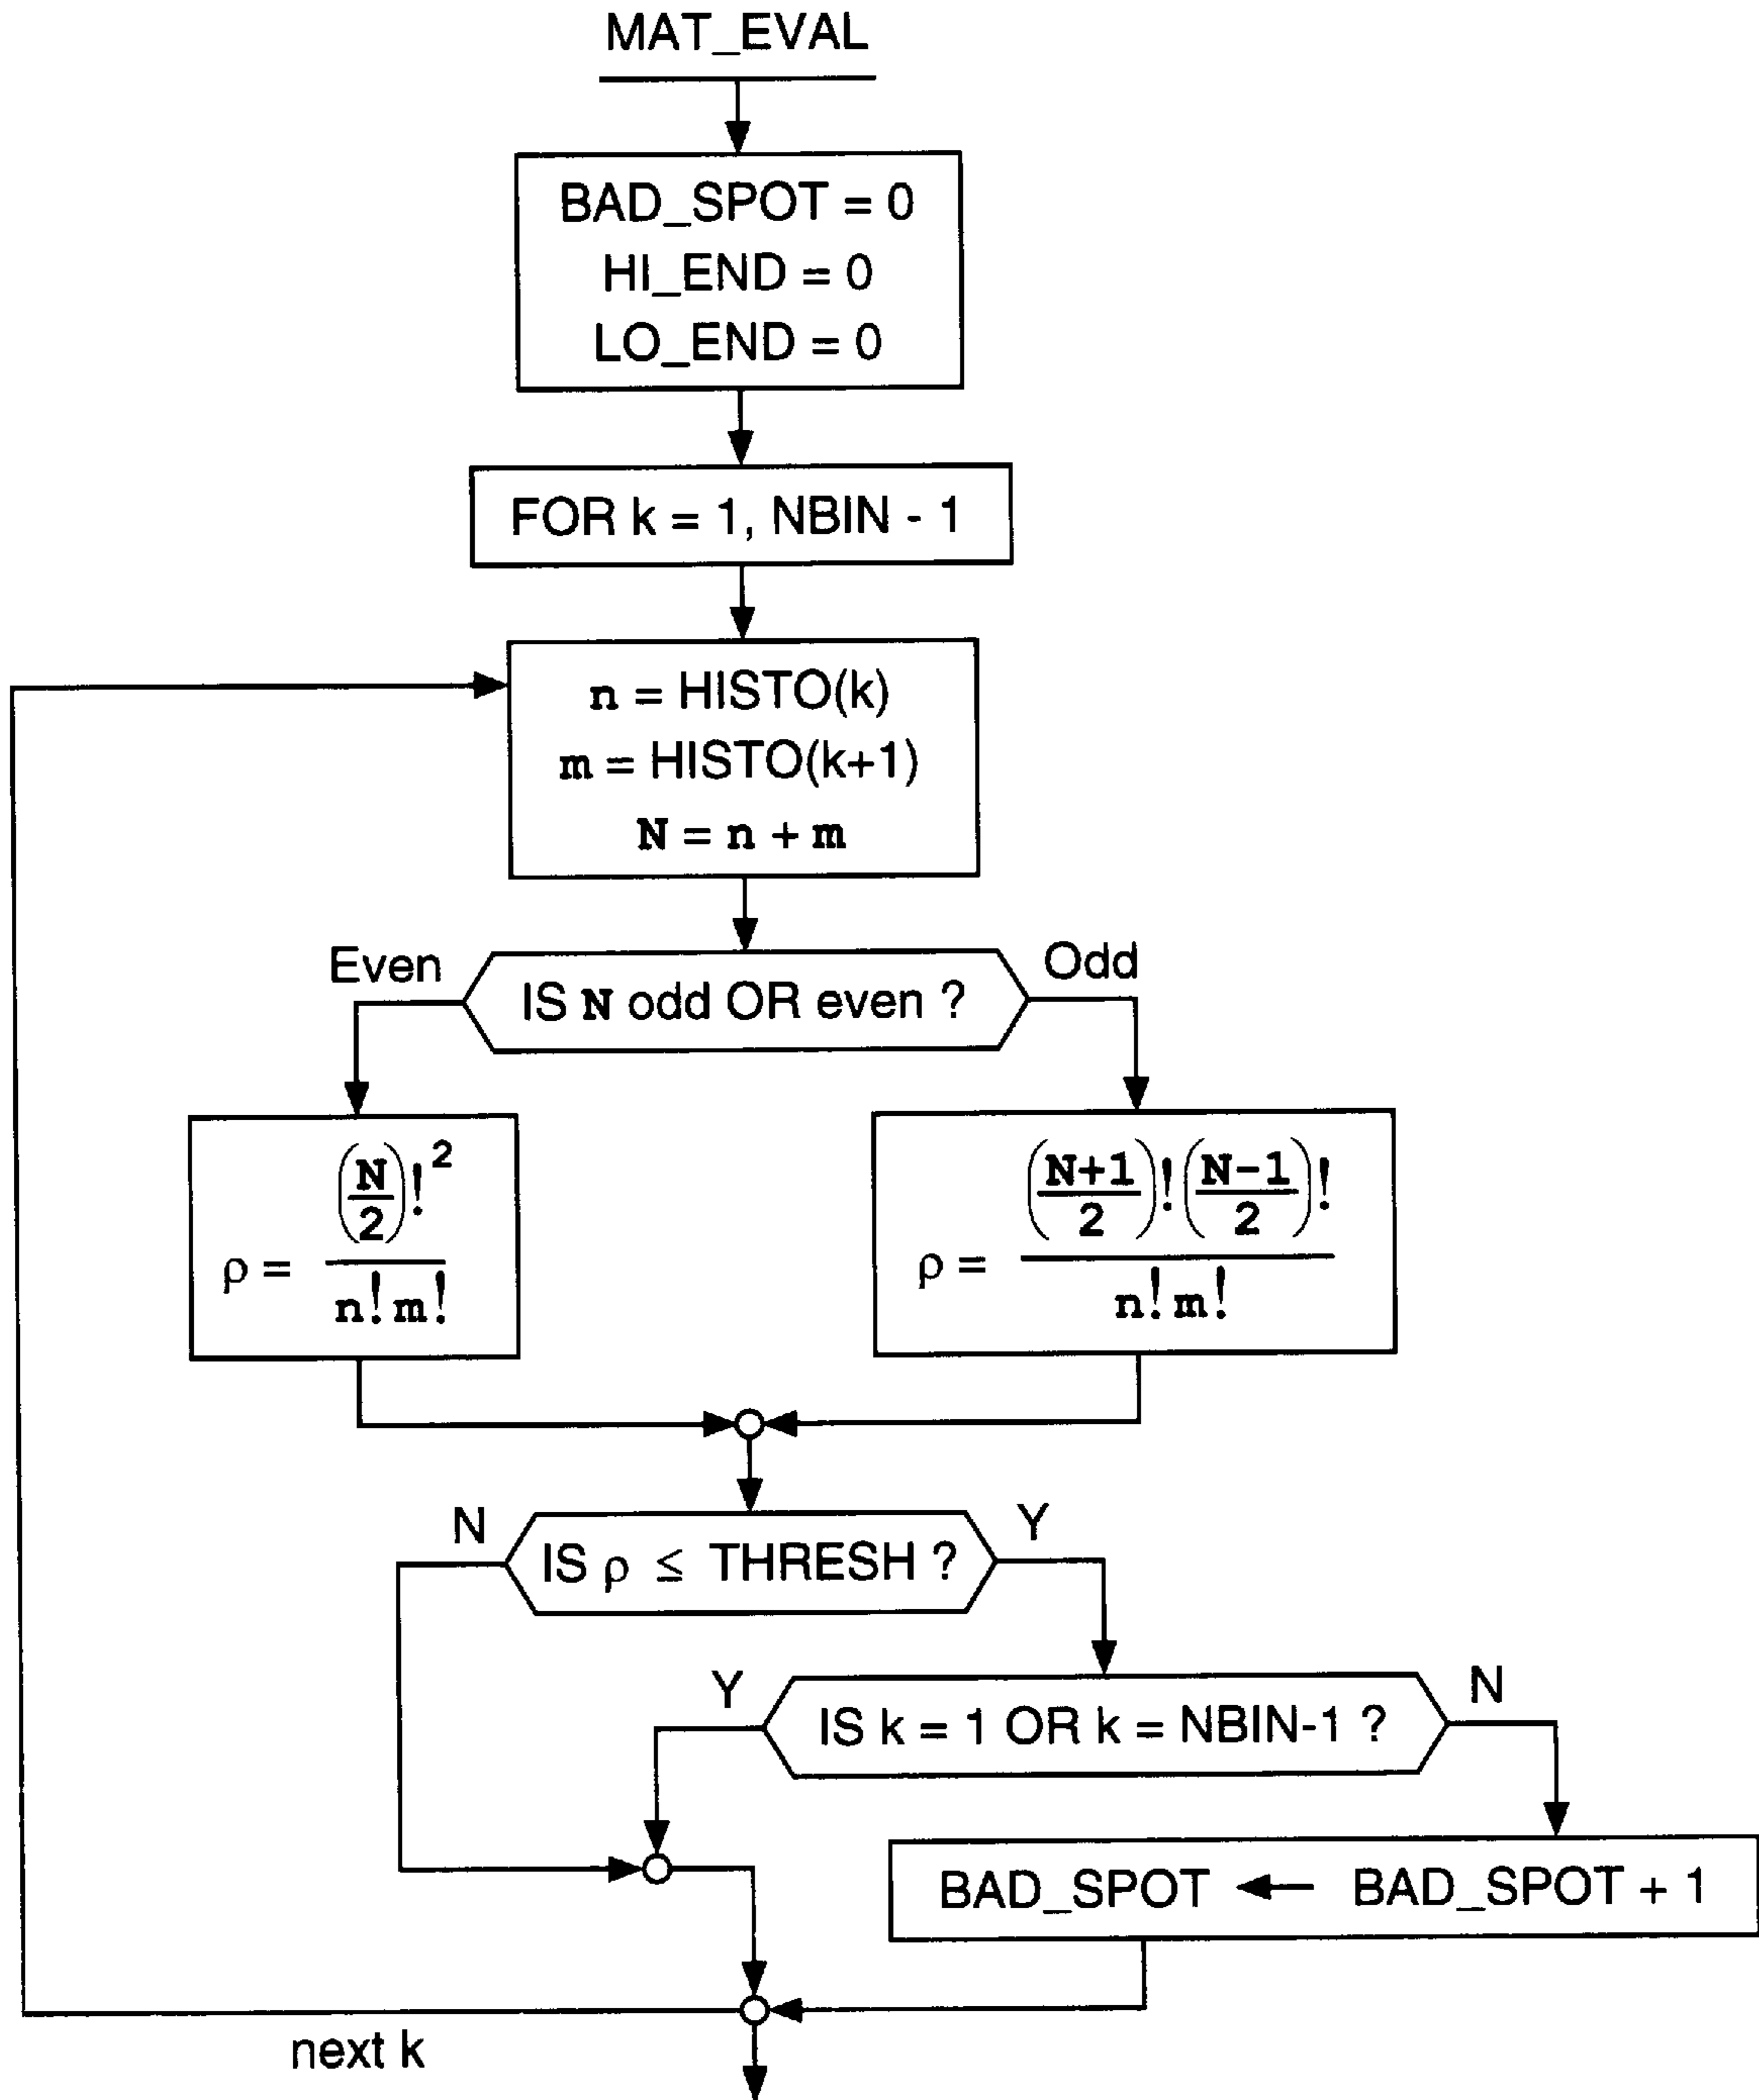 MAT_EVAL
BAD_SPOT = 0
HI_END = 0
LO_END = 0
FOR k = 1, NBIN - 1
n = HISTO(k)
m = HISTO(k+1)
N = n + m
Even
IS N odd OR even ?
Odd
ρ = (N/2)!² / n! m!
ρ = ((N+1)/2)! ((N-1)/2)! / n! m!
N
IS ρ ≤ THRESH ?
Y
Y
IS k = 1 OR k = NBIN-1 ?
N
BAD_SPOT ← BAD_SPOT + 1
next k